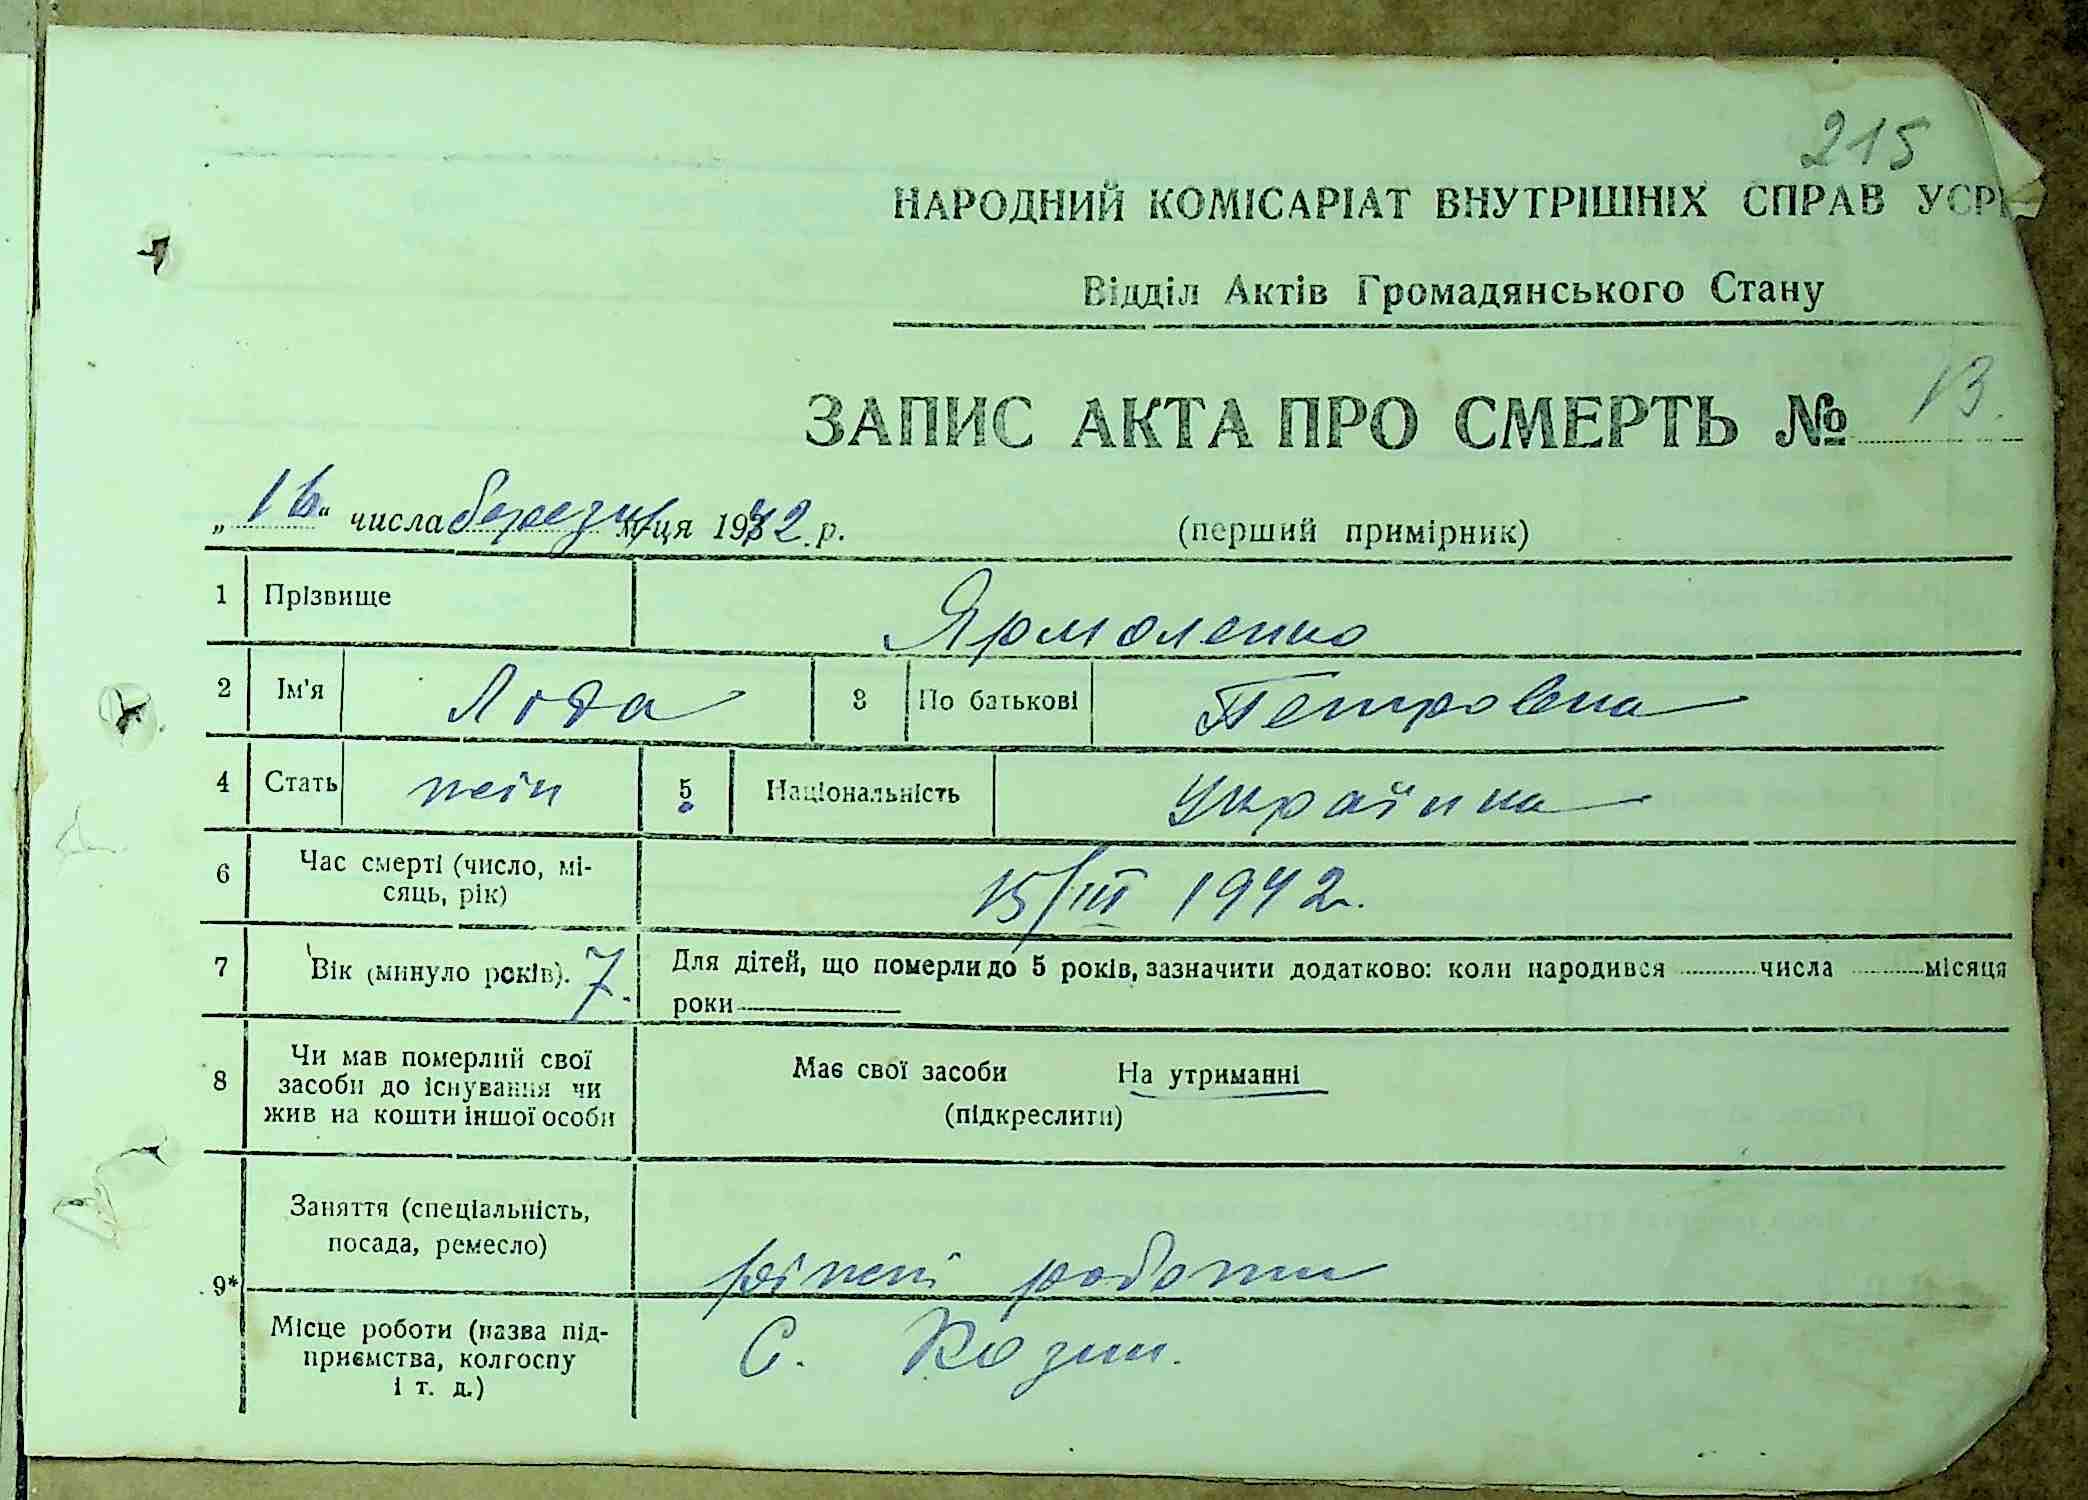 215
НАРОДНИЙ КОМІСАРІАТ ВНУТРІШНІХ СПРАВ УСР
Відділ Актів Громадянського Стану
ЗАПИС АКТА ПРО СМЕРТЬ № 13.
„16“ числа березня м-ця 1942 р. (перший примірник)
1 Прізвище Ярмоленко
2 Ім'я Люда 3 По батькові Петровна
4 Стать жін 5 Національність Українка
6 Час смерті (число, мі-
сяць, рік) 15/III 1942 р.
7 Вік (минуло років). 7. Для дітей, що померли до 5 років, зазначити додатково: коли народився числа місяця
роки
8 Чи мав померлий свої
засоби до існування чи
жив на кошти іншої особи
Має свої засоби На утриманні
(підкреслити)
Заняття (спеціальність,
посада, ремесло) роботи
9*
Місце роботи (назва під-
приємства, колгоспу
і т. д.)
С. Козин.